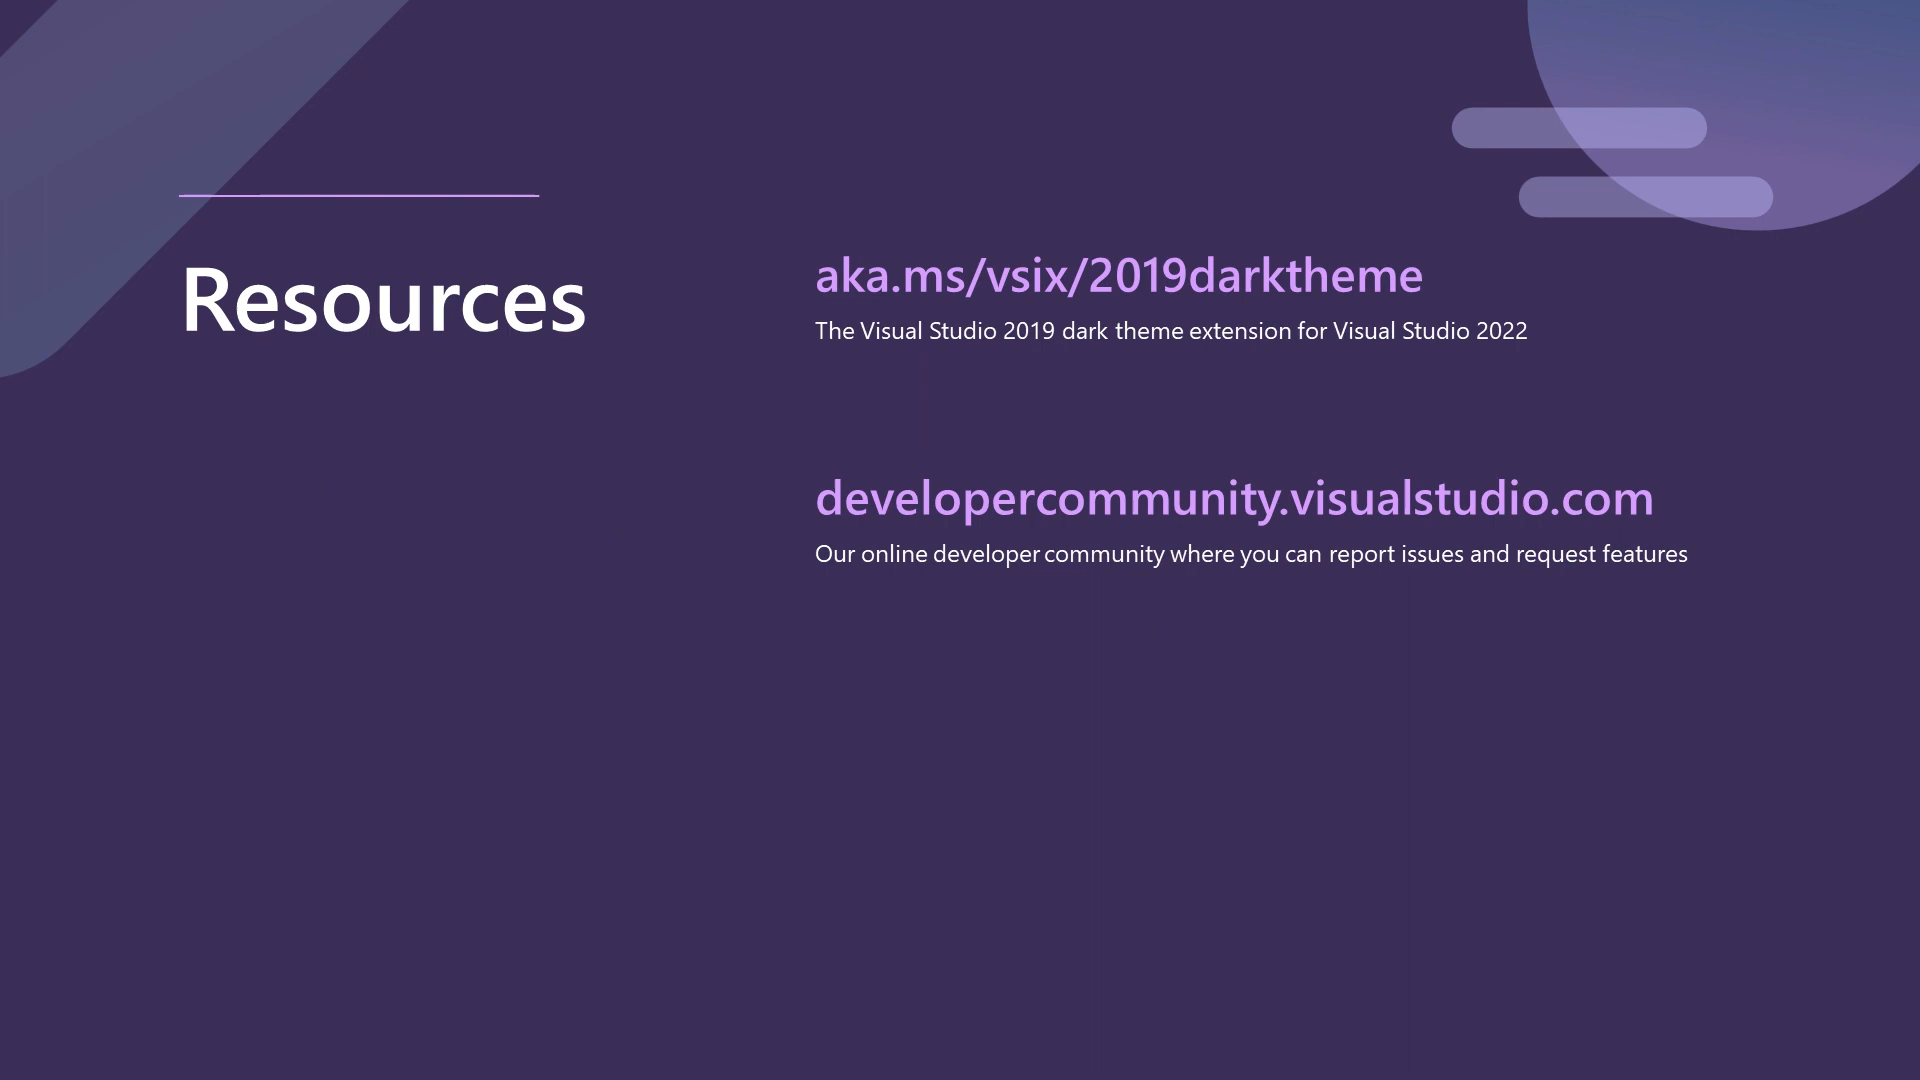 Resources
aka.ms/vsix/2019darktheme
The Visual Studio 2019 dark theme extension for Visual Studio 2022
developercommunity.visualstudio.com
Our online developer community where you can report issues and request features